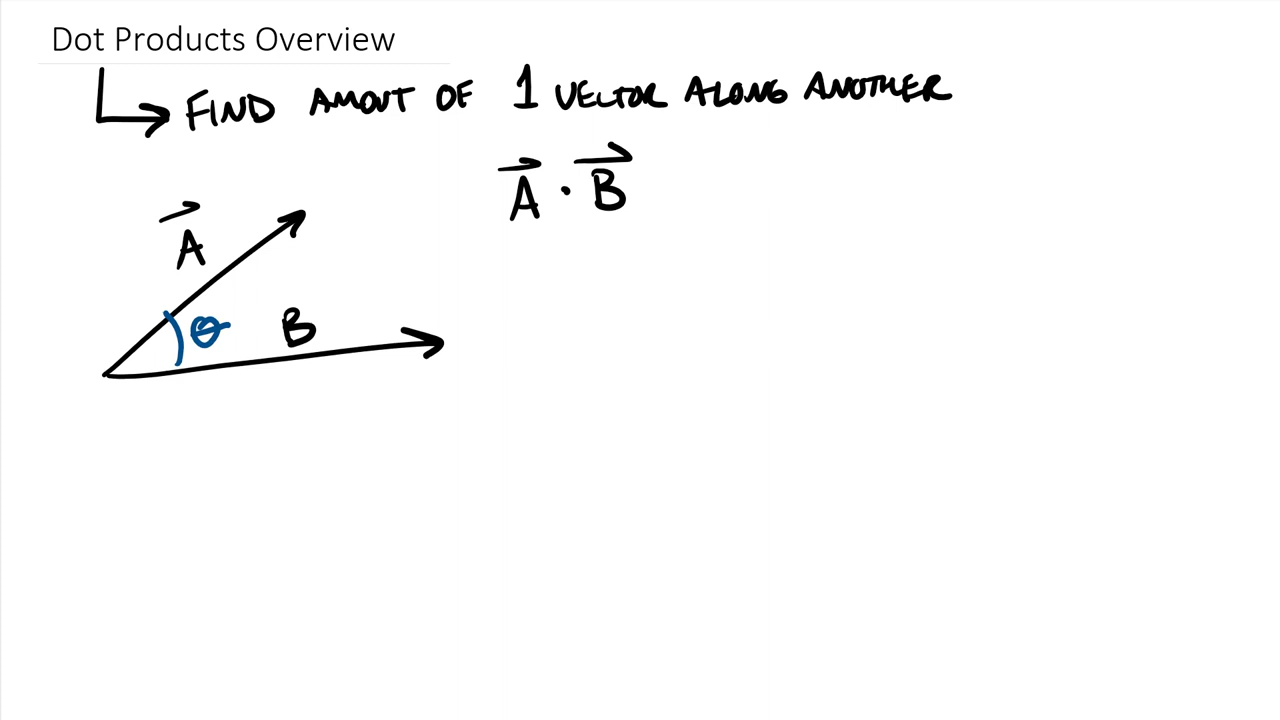 Dot Products Overview
FIND AMOUT OF 1 VECTOR ALONG ANOTHER
A⃗ · B⃗
A⃗
θ B